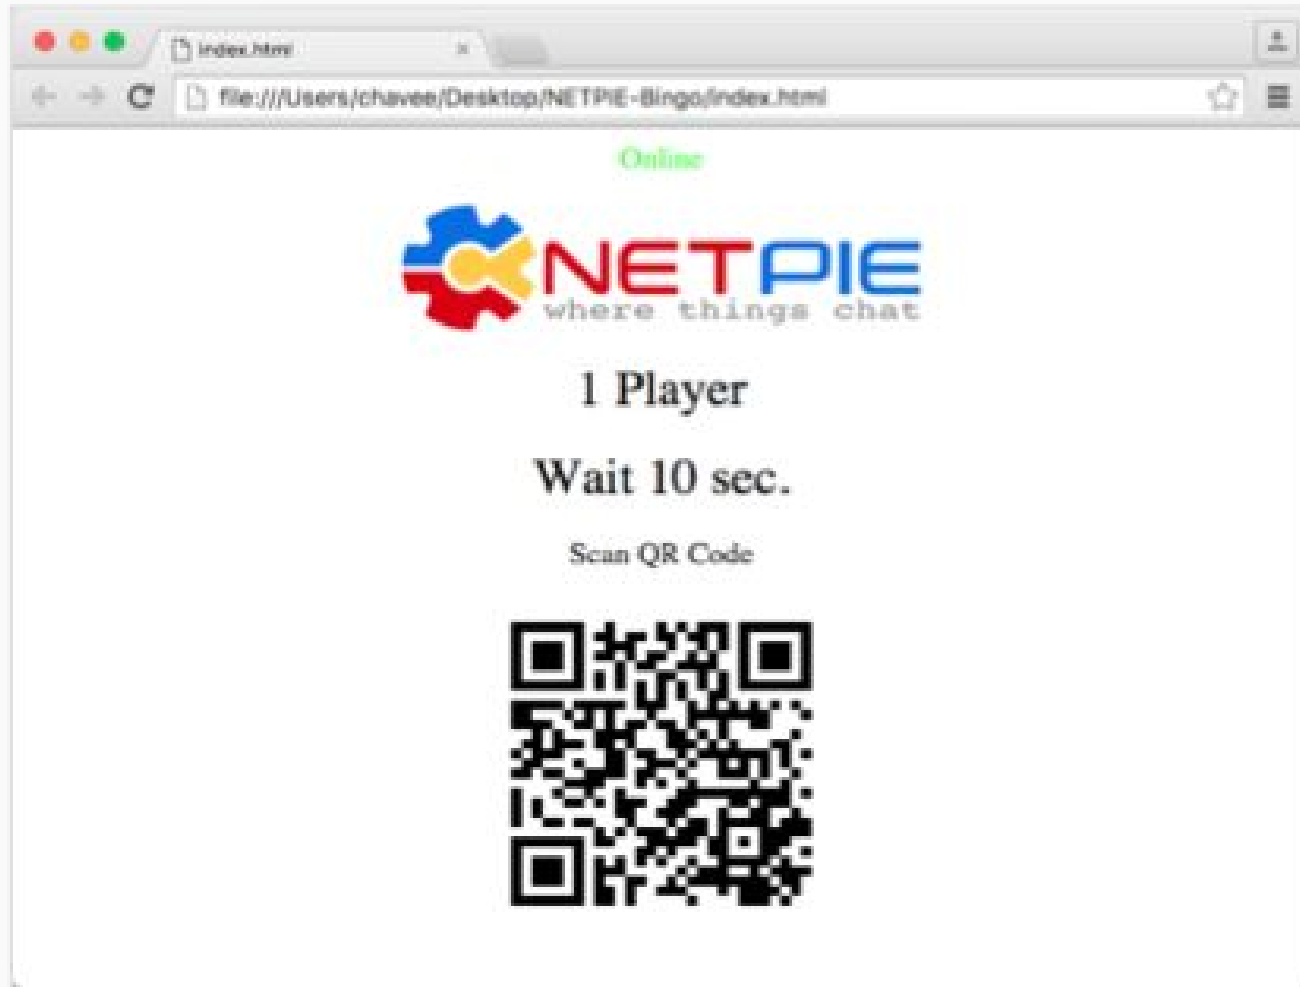 index.html
file:///Users/chavee/Desktop/NETPIE-Bingo/index.html
Online
NETPIE
where things chat
1 Player
Wait 10 sec.
Scan QR Code